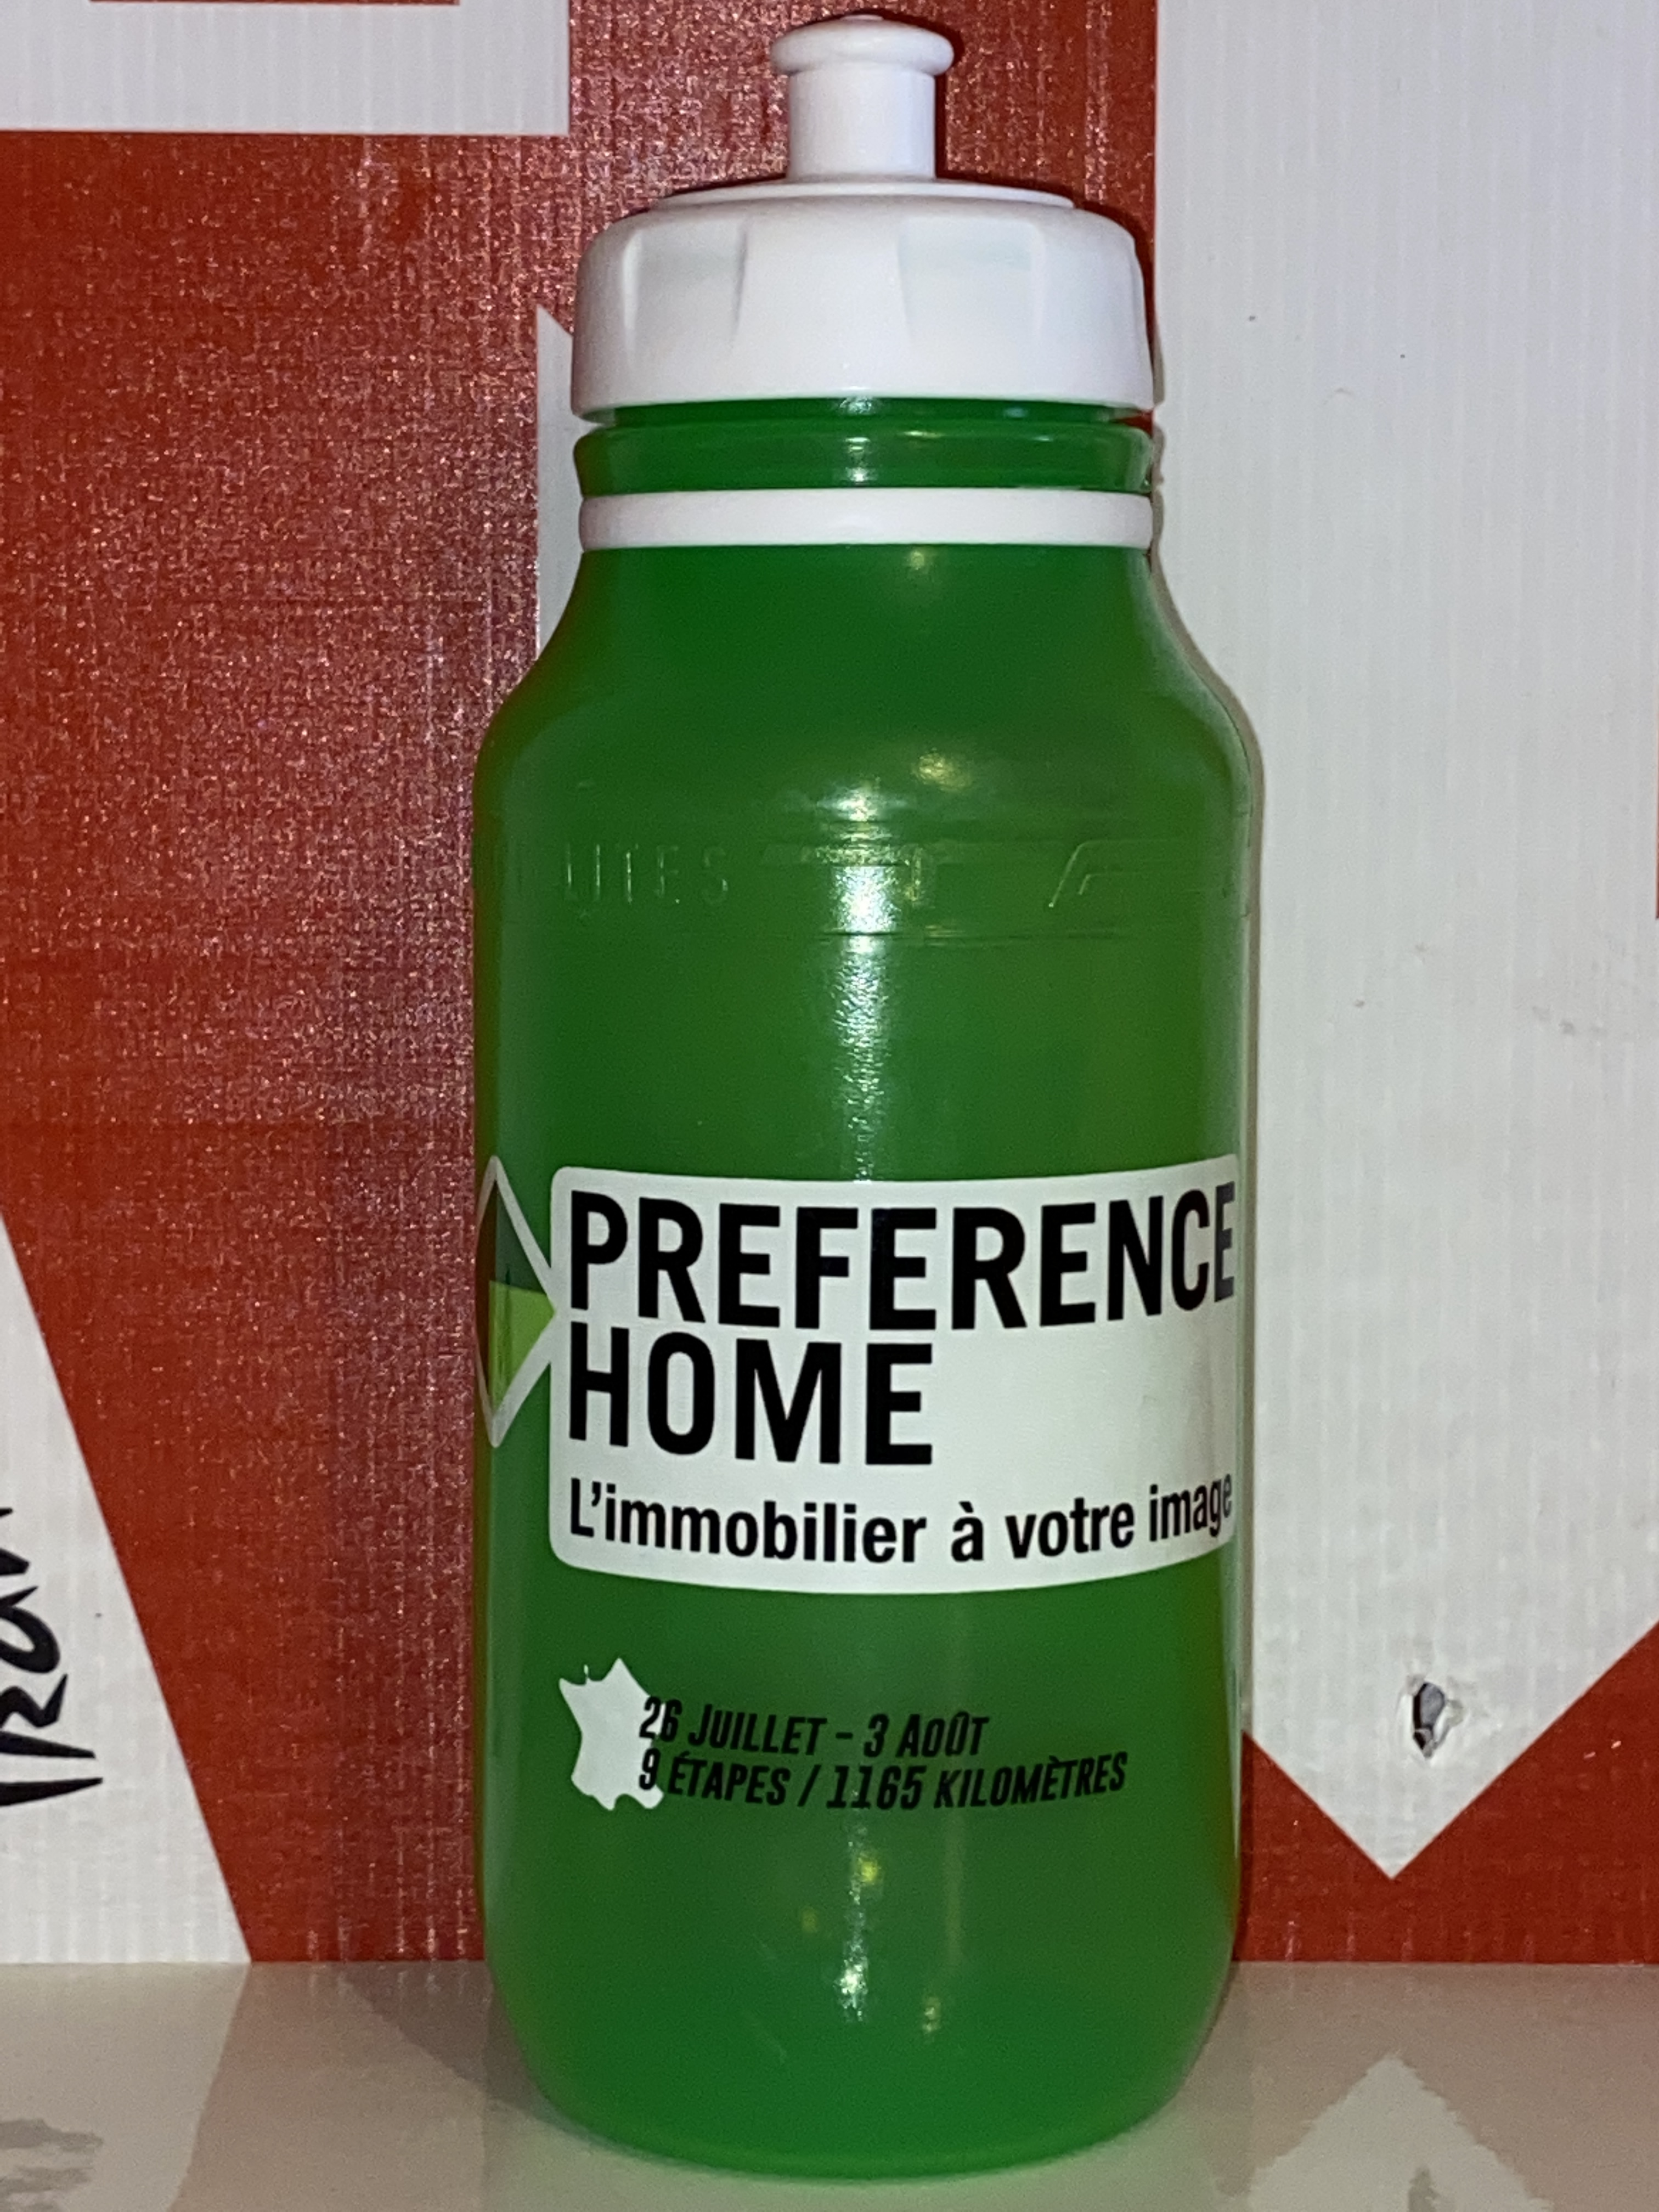 PREFERENCE
HOME
L'immobilier à votre image
26 JUILLET - 3 AOÛT
9 ÉTAPES / 1165 KILOMÈTRES